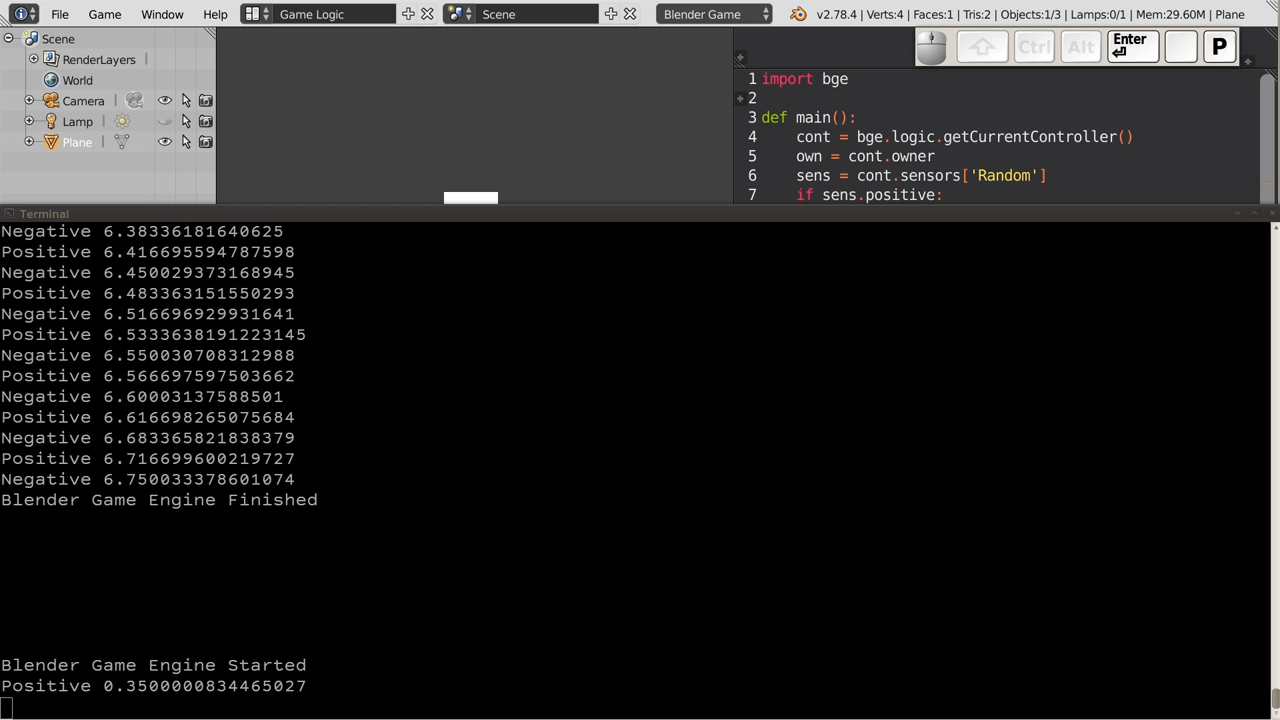 File Game Window Help Game Logic Scene Blender Game v2.78.4 | Verts:4 | Faces:1 | Tris:2 | Objects:1/3 | Lamps:0/1 | Mem:29.60M | Plane
Scene
RenderLayers
World
Camera
Lamp
Plane
Ctrl Alt Enter P
1 import bge
2
3 def main():
4 cont = bge.logic.getCurrentController()
5 own = cont.owner
6 sens = cont.sensors['Random']
7 if sens.positive:
Terminal
Negative 6.38336181640625
Positive 6.416695594787598
Negative 6.450029373168945
Positive 6.483363151550293
Negative 6.516696929931641
Positive 6.5333638191223145
Negative 6.550030708312988
Positive 6.566697597503662
Negative 6.60003137588501
Positive 6.616698265075684
Negative 6.683365821838379
Positive 6.716699600219727
Negative 6.750033378601074
Blender Game Engine Finished
Blender Game Engine Started
Positive 0.3500000834465027